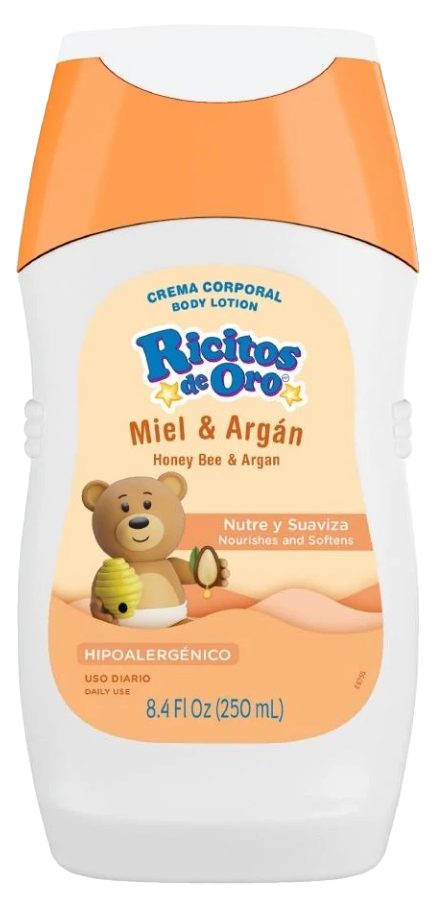 CREMA CORPORAL
BODY LOTION
Ricitos
de Oro
Miel & Argán
Honey Bee & Argan
Nutre y Suaviza
Nourishes and Softens
HIPOALERGÉNICO
USO DIARIO
DAILY USE
8.4 Fl Oz (250 mL)